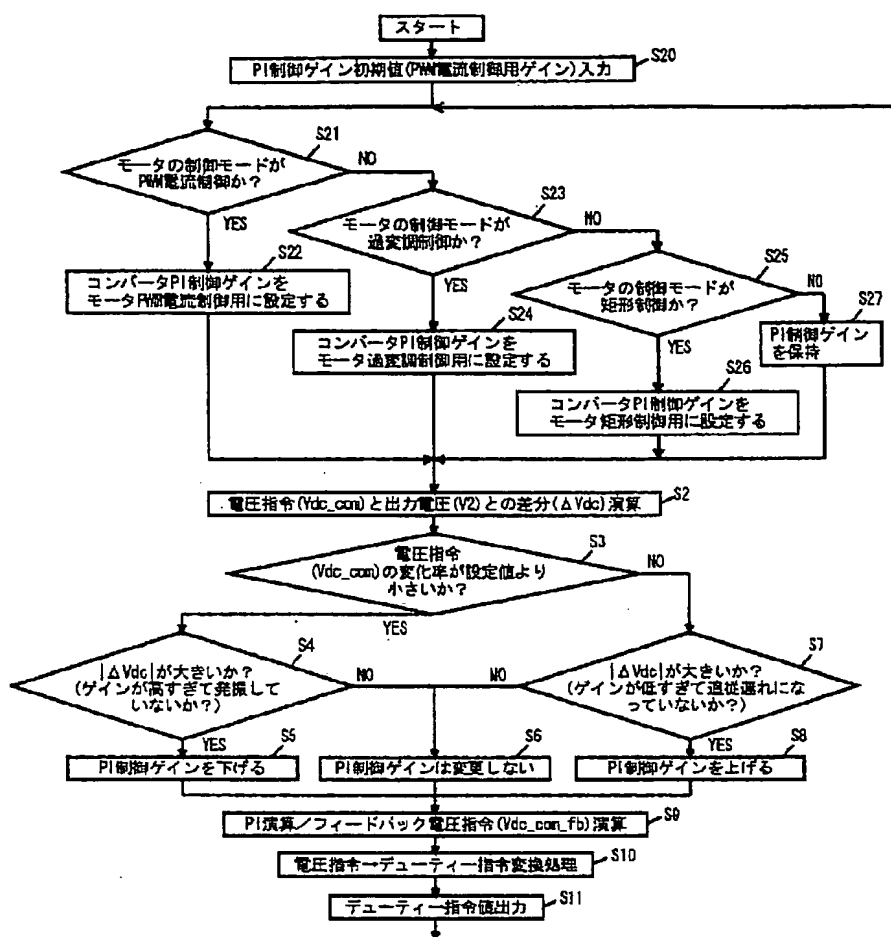 スタート
PI制御ゲイン初期値(PWM電流制御用ゲイン)入力
S20
S21
モータの制御モードが
PWM電流制御か？
NO
YES
S23
モータの制御モードが
過変調制御か？
NO
YES
S22
コンバータPI制御ゲインを
モータPWM電流制御用に設定する
S25
モータの制御モードが
矩形制御か？
NO
YES
S24
コンバータPI制御ゲインを
モータ過変調制御用に設定する
S27
PI制御ゲイン
を保持
S26
コンバータPI制御ゲインを
モータ矩形制御用に設定する
電圧指令(Vdc_com)と出力電圧(V2)との差分(ΔVdc)演算
S2
S3
電圧指令
(Vdc_com)の変化率が設定値より
小さいか？
NO
YES
S4
|ΔVdc|が大きいか？
(ゲインが高すぎて発振して
いないか？)
NO
YES
S7
|ΔVdc|が大きいか？
(ゲインが低すぎて追従遅れにな
っていないか？)
NO
YES
S5
PI制御ゲインを下げる
S6
PI制御ゲインは変更しない
S8
PI制御ゲインを上げる
PI演算／フィードバック電圧指令(Vdc_com_fb)演算
S9
電圧指令→デューティー指令変換処理
S10
デューティー指令値出力
S11